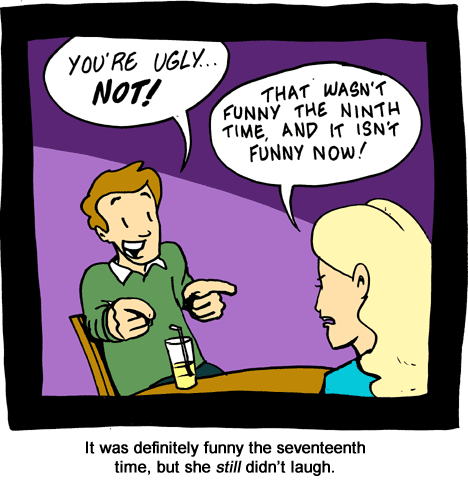 YOU'RE UGLY...
NOT!
THAT WASN'T
FUNNY THE NINTH
TIME, AND IT ISN'T
FUNNY NOW!
It was definitely funny the seventeenth
time, but she still didn't laugh.